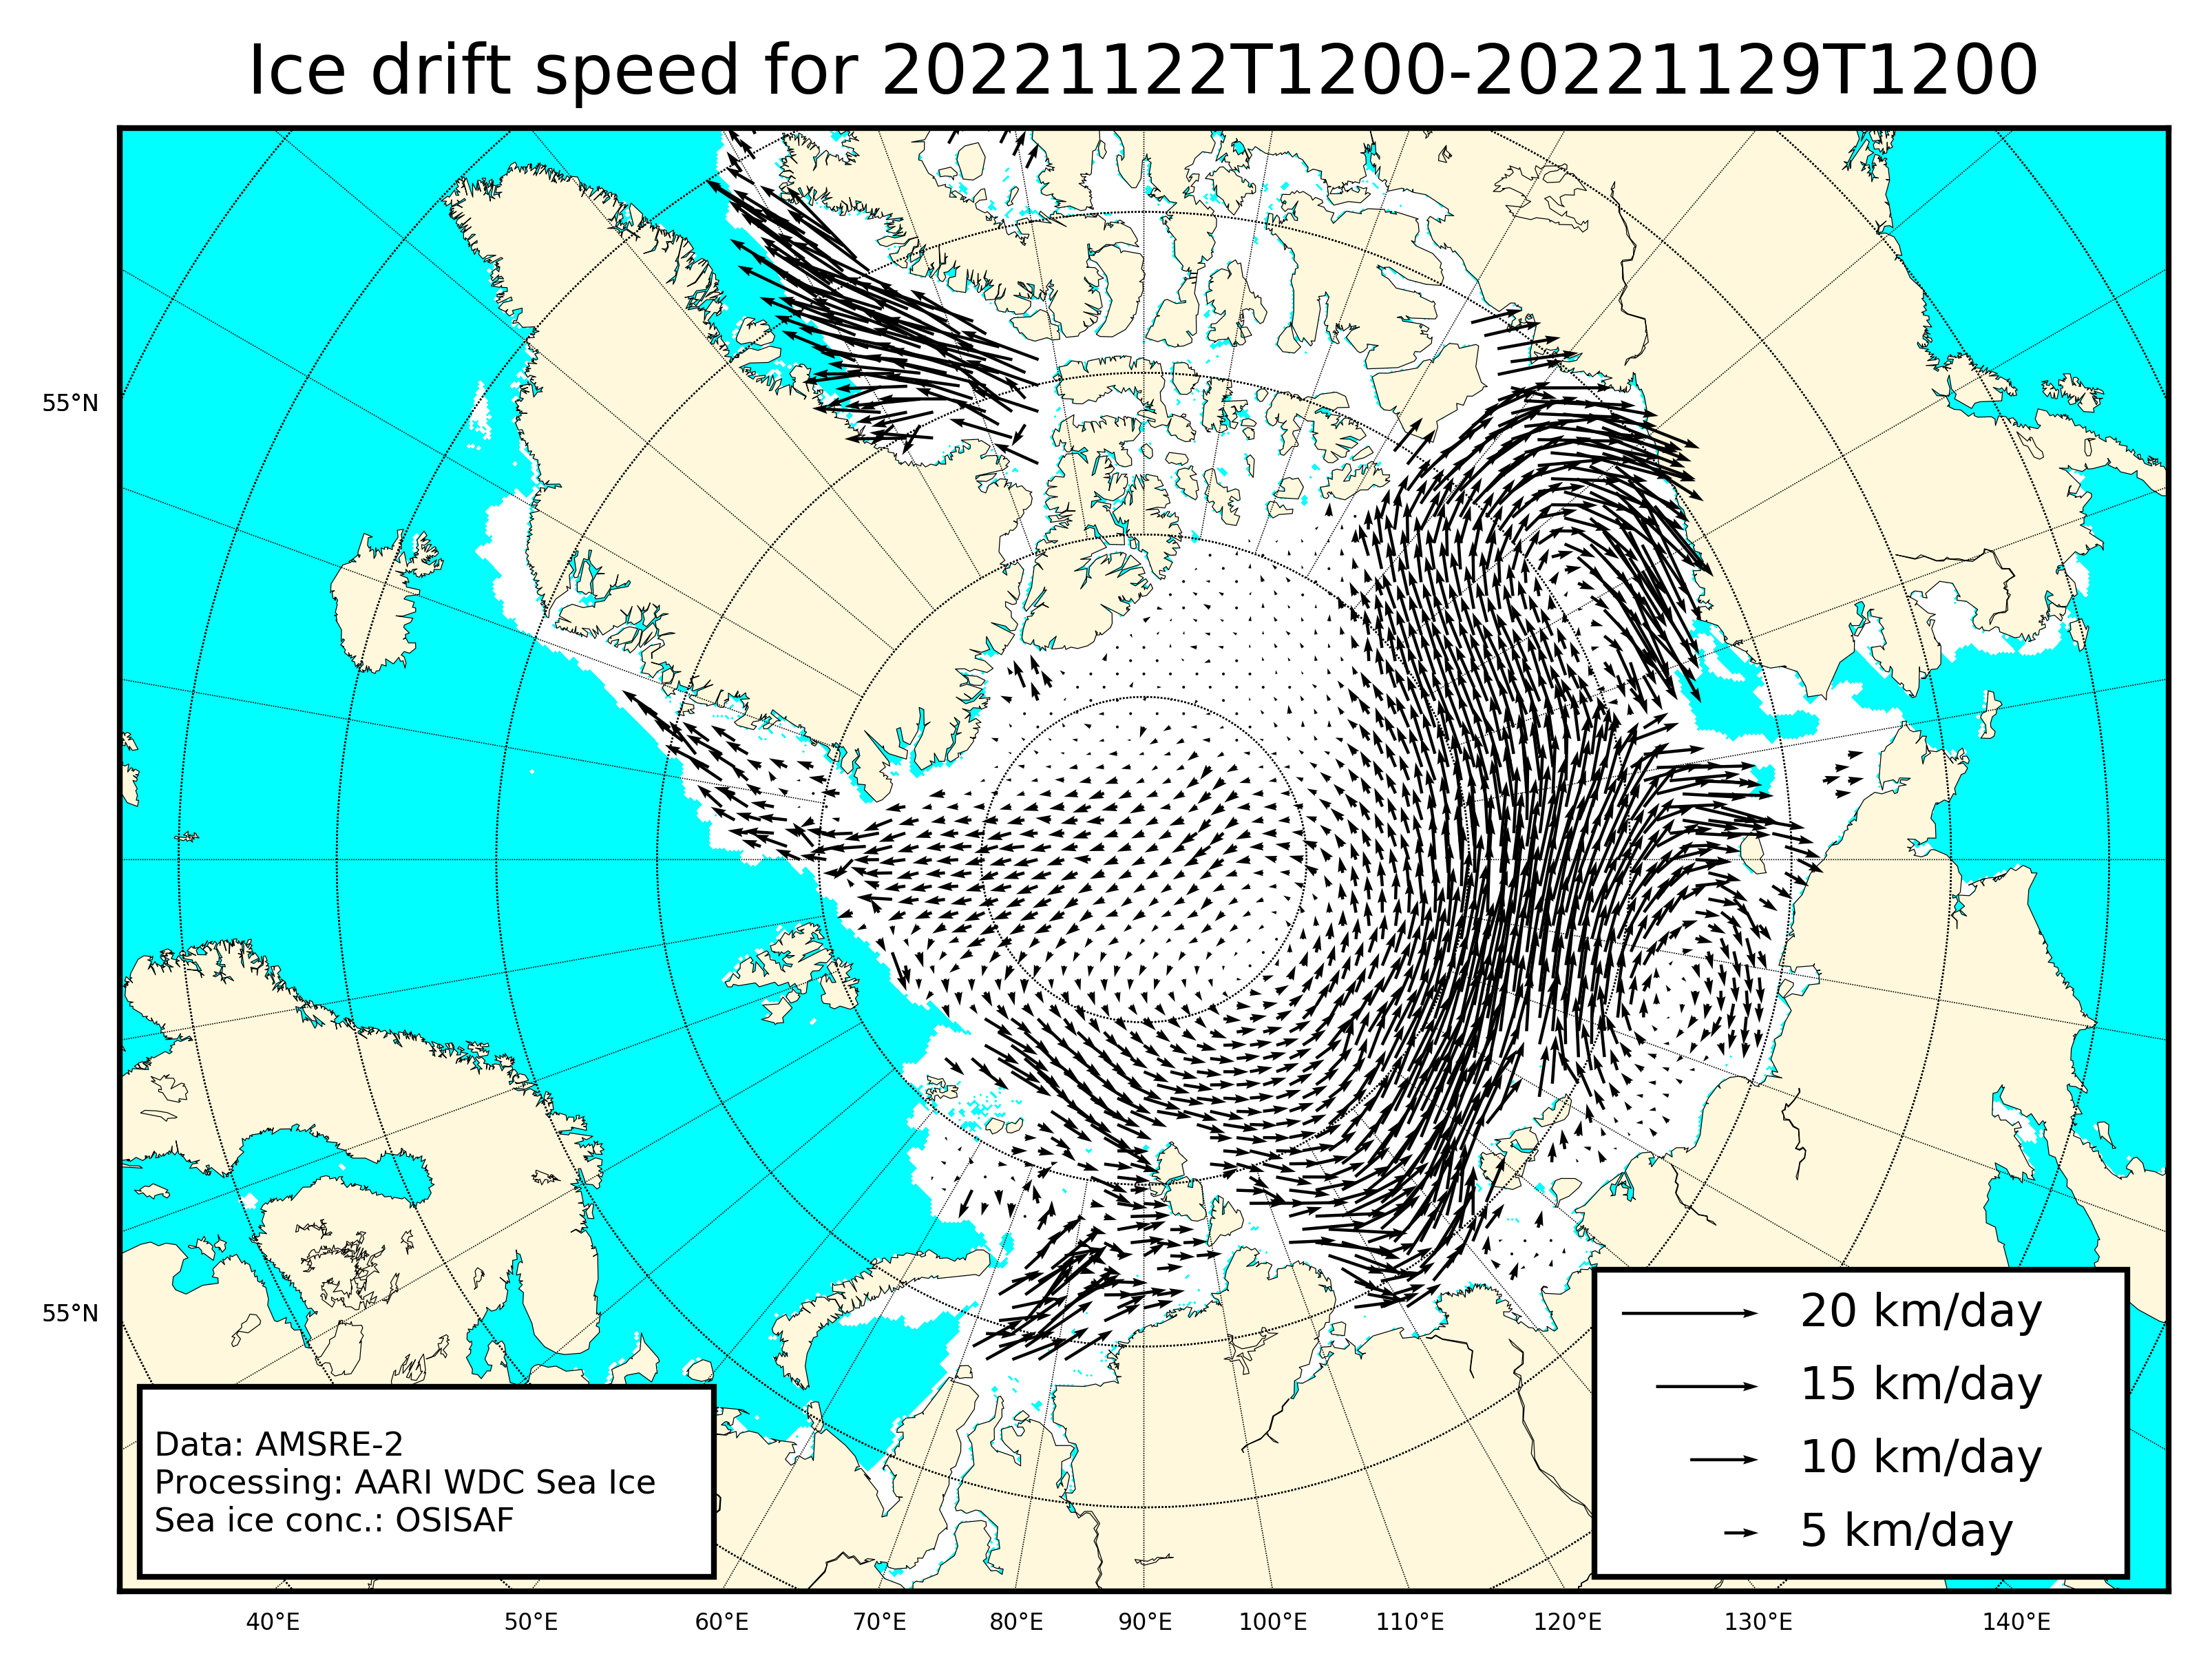 Ice drift speed for 20221122T1200-20221129T1200
55°N
55°N
20 km/day
15 km/day
10 km/day
5 km/day
Data: AMSRE-2
Processing: AARI WDC Sea Ice
Sea ice conc.: OSISAF
40°E 50°E 60°E 70°E 80°E 90°E 100°E 110°E 120°E 130°E 140°E